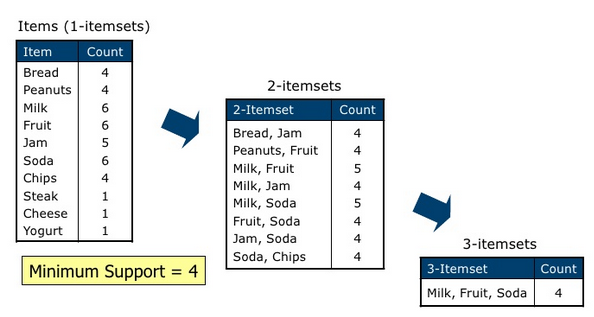 Items (1-itemsets)
Item Count
Bread 4
Peanuts 4
Milk 6
Fruit 6
Jam 5
Soda 6
Chips 4
Steak 1
Cheese 1
Yogurt 1
Minimum Support = 4
2-itemsets
2-Itemset Count
Bread, Jam 4
Peanuts, Fruit 4
Milk, Fruit 5
Milk, Jam 4
Milk, Soda 5
Fruit, Soda 4
Jam, Soda 4
Soda, Chips 4
3-itemsets
3-Itemset Count
Milk, Fruit, Soda 4